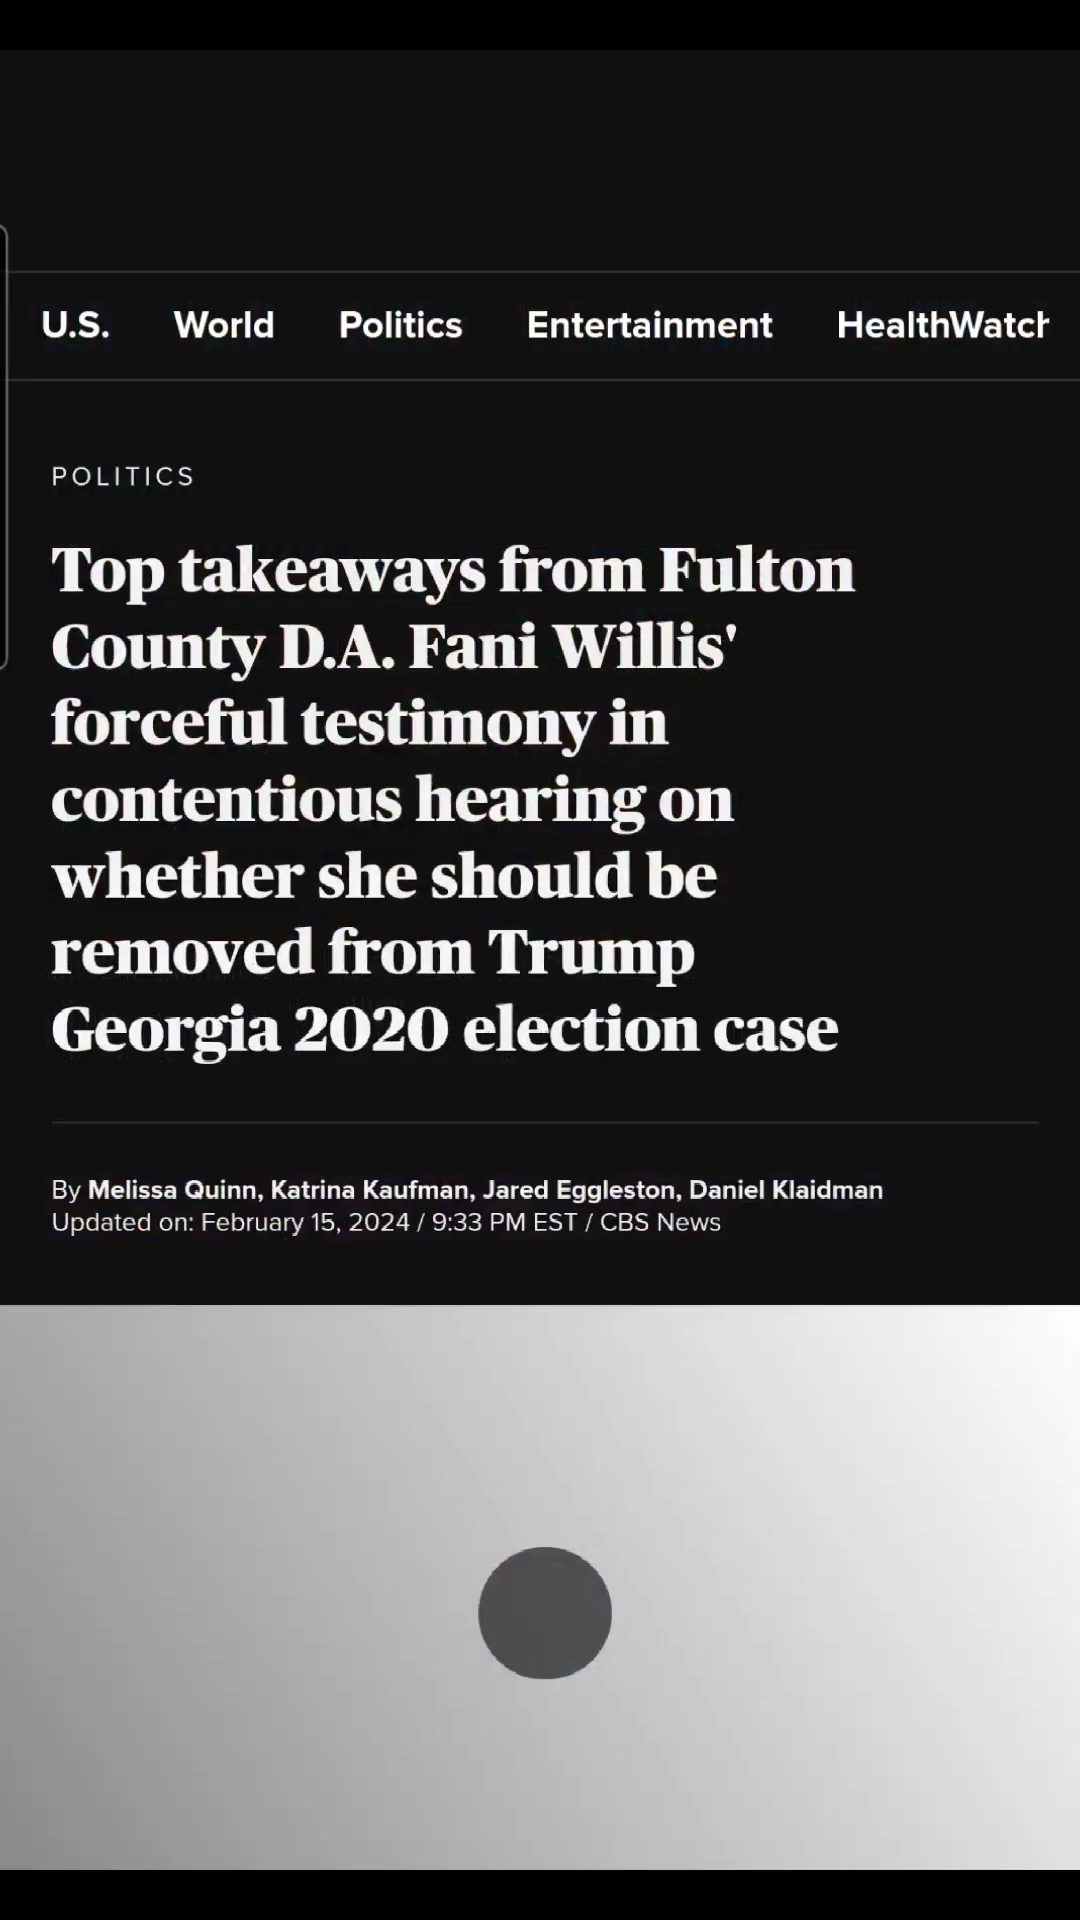 U.S. World Politics Entertainment HealthWatch
POLITICS
Top takeaways from Fulton
County D.A. Fani Willis'
forceful testimony in
contentious hearing on
whether she should be
removed from Trump
Georgia 2020 election case
By Melissa Quinn, Katrina Kaufman, Jared Eggleston, Daniel Klaidman
Updated on: February 15, 2024 / 9:33 PM EST / CBS News